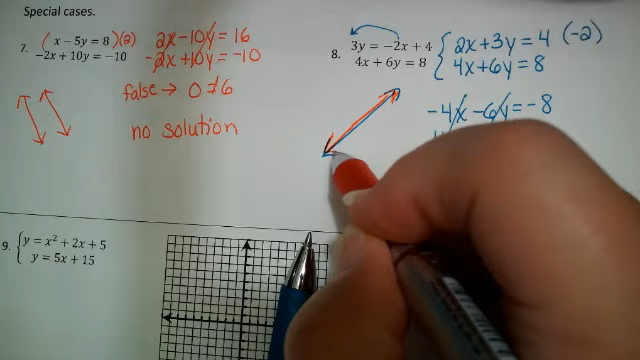 Special cases.
7. (x − 5y = 8)(2)
−2x + 10y = −10
2x − 10y = 16
−2x + 10y = −10
false → 0 ≠ 6
no solution
8. 3y = −2x + 4
4x + 6y = 8
2x + 3y = 4 (−2)
4x + 6y = 8
−4x − 6y = −8
9. y = x² + 2x + 5
y = 5x + 15